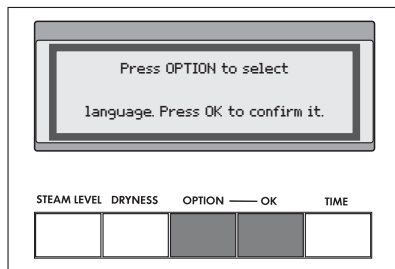 Press OPTION to select
language. Press OK to confirm it.
STEAM LEVEL DRYNESS OPTION OK TIME